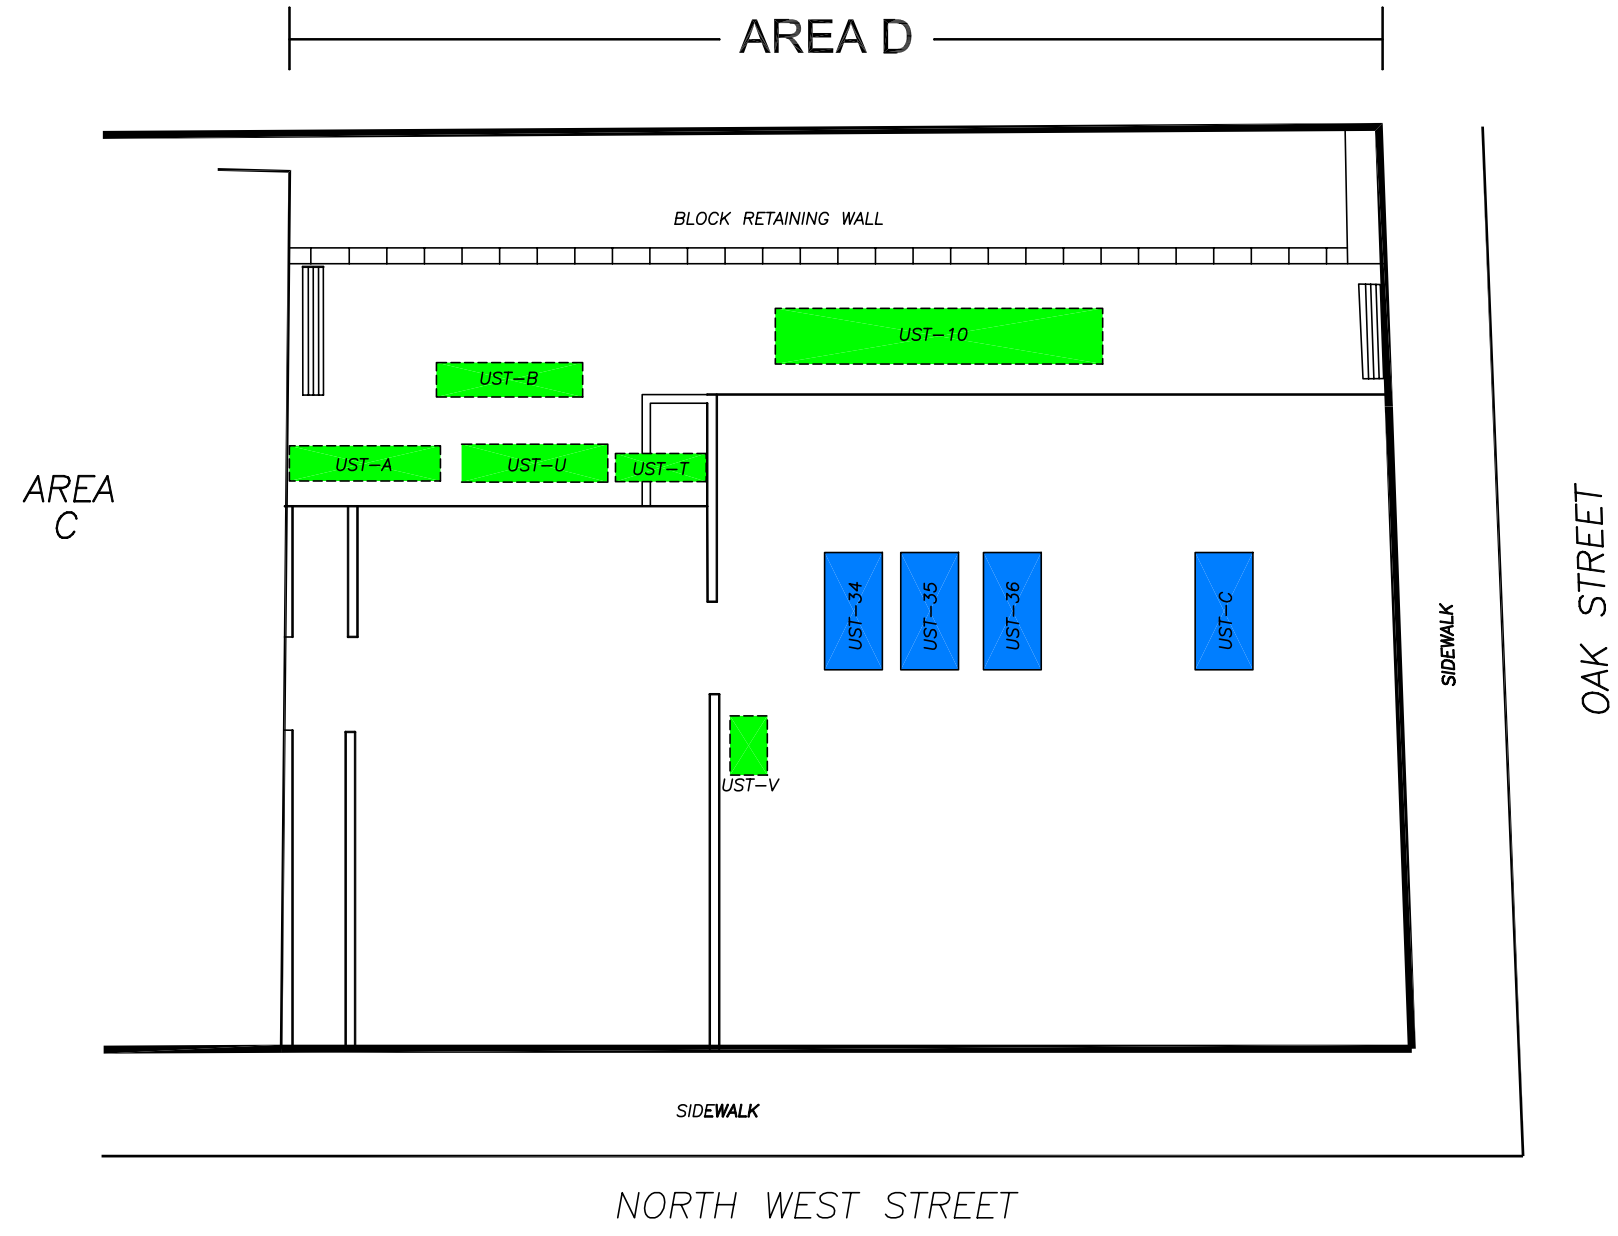 AREA D
BLOCK RETAINING WALL
UST-10
UST-B
UST-A
UST-U
UST-T
AREA
C
UST-34
UST-35
UST-36
UST-C
UST-V
SIDEWALK
OAK STREET
SIDEWALK
NORTH WEST STREET